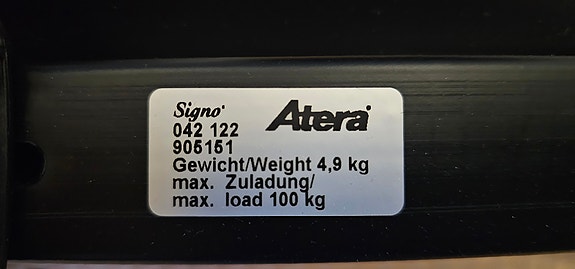 Signo Atera
042 122
905151
Gewicht/Weight 4,9 kg
max. Zuladung/
max. load 100 kg